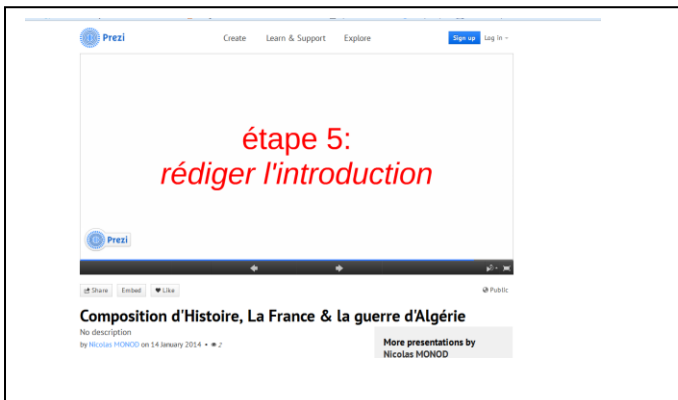 Prezi Create Learn & Support Explore Sign up Log in
étape 5:
rédiger l'introduction
Prezi
Share Embed Like Public
Composition d'Histoire, La France & la guerre d'Algérie
No description
by Nicolas MONOD on 14 January 2014
More presentations by
Nicolas MONOD